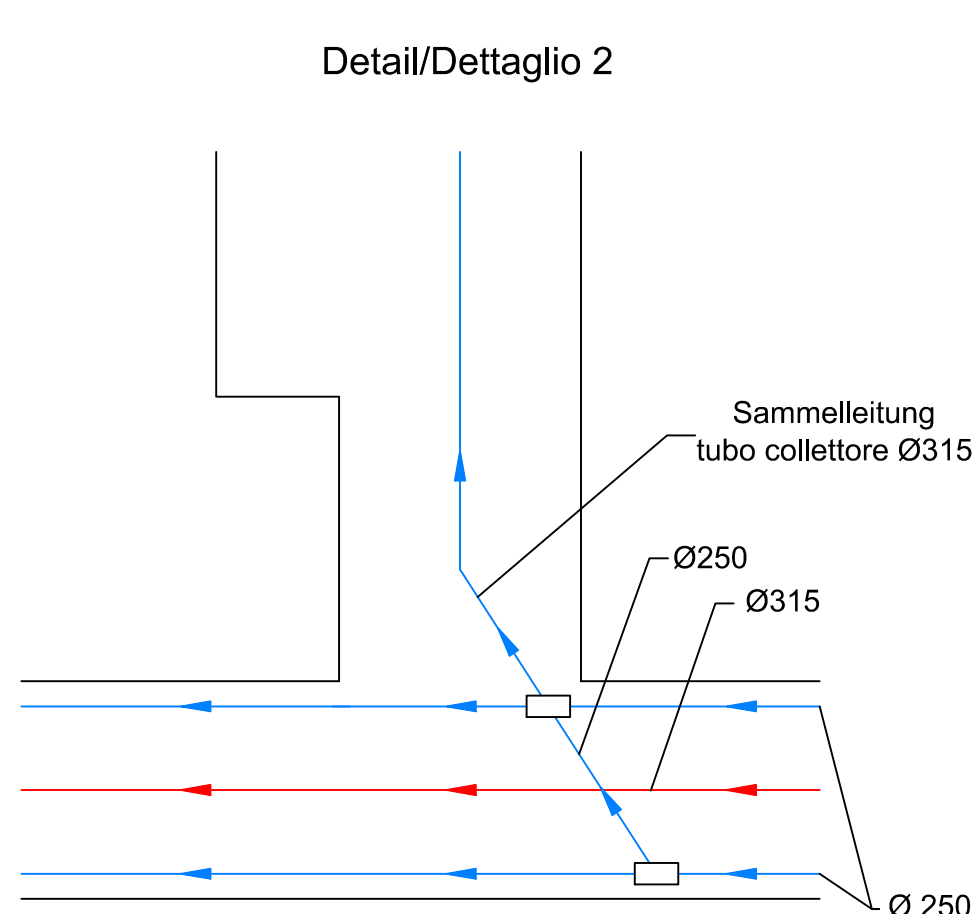 Detail/Dettaglio 2
Sammelleitung
tubo collettore Ø315
Ø250
Ø315
Ø 250